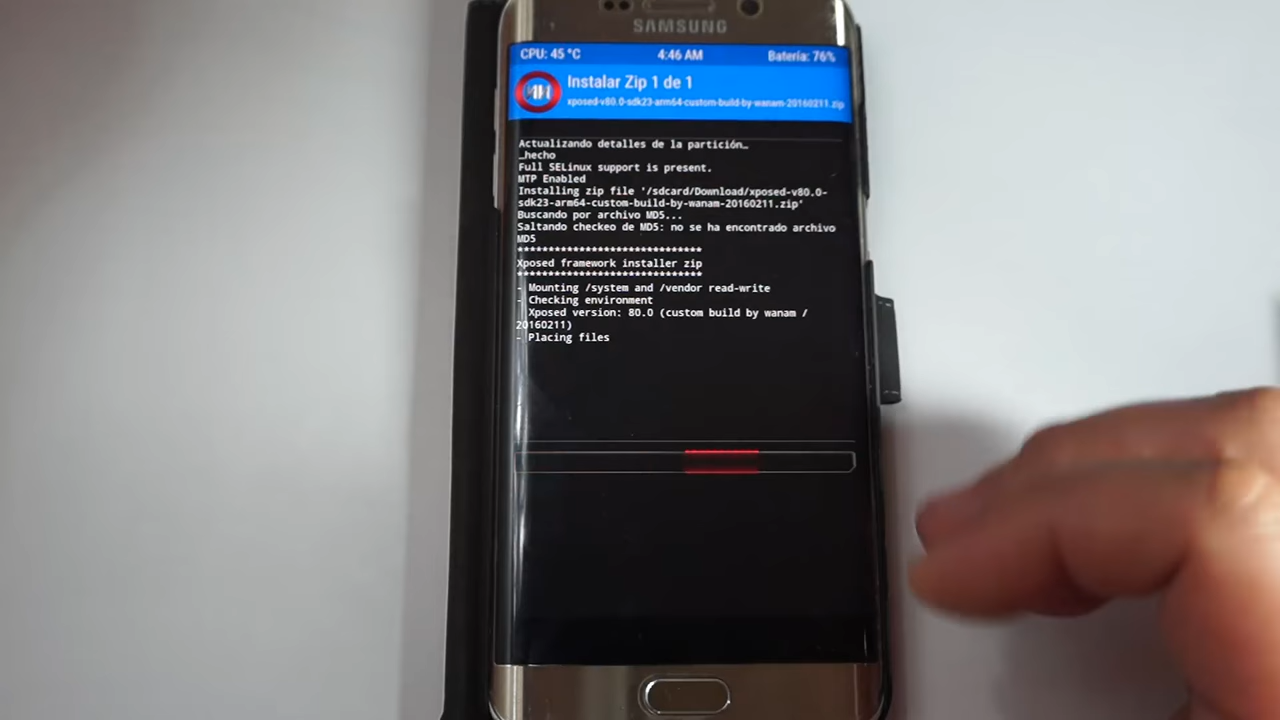 SAMSUNG
CPU: 45 °C 4:46 AM Batería: 76%
Instalar Zip 1 de 1
xposed-v80.0-sdk23-arm64-custom-build-by-wanam-20160211.zip
Actualizando detalles de la partición…
…hecho
Full SELinux support is present.
MTP Enabled
Installing zip file '/sdcard/Download/xposed-v80.0-
sdk23-arm64-custom-build-by-wanam-20160211.zip'
Buscando por archivo MD5...
Saltando checkeo de MD5: no se ha encontrado archivo
MD5
******************************
Xposed framework installer zip
******************************
- Mounting /system and /vendor read-write
- Checking environment
Xposed version: 80.0 (custom build by wanam /
20160211)
- Placing files